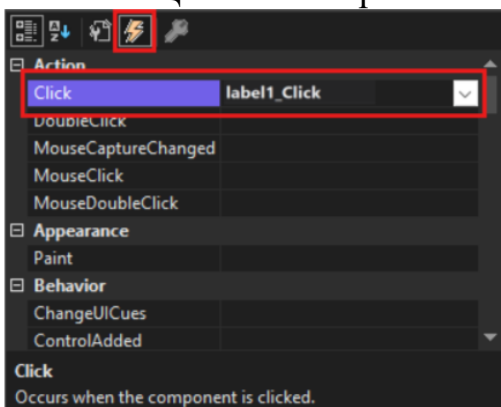 Action
Click label1_Click
DoubleClick
MouseCaptureChanged
MouseClick
MouseDoubleClick
Appearance
Paint
Behavior
ChangeUICues
ControlAdded
Click
Occurs when the component is clicked.